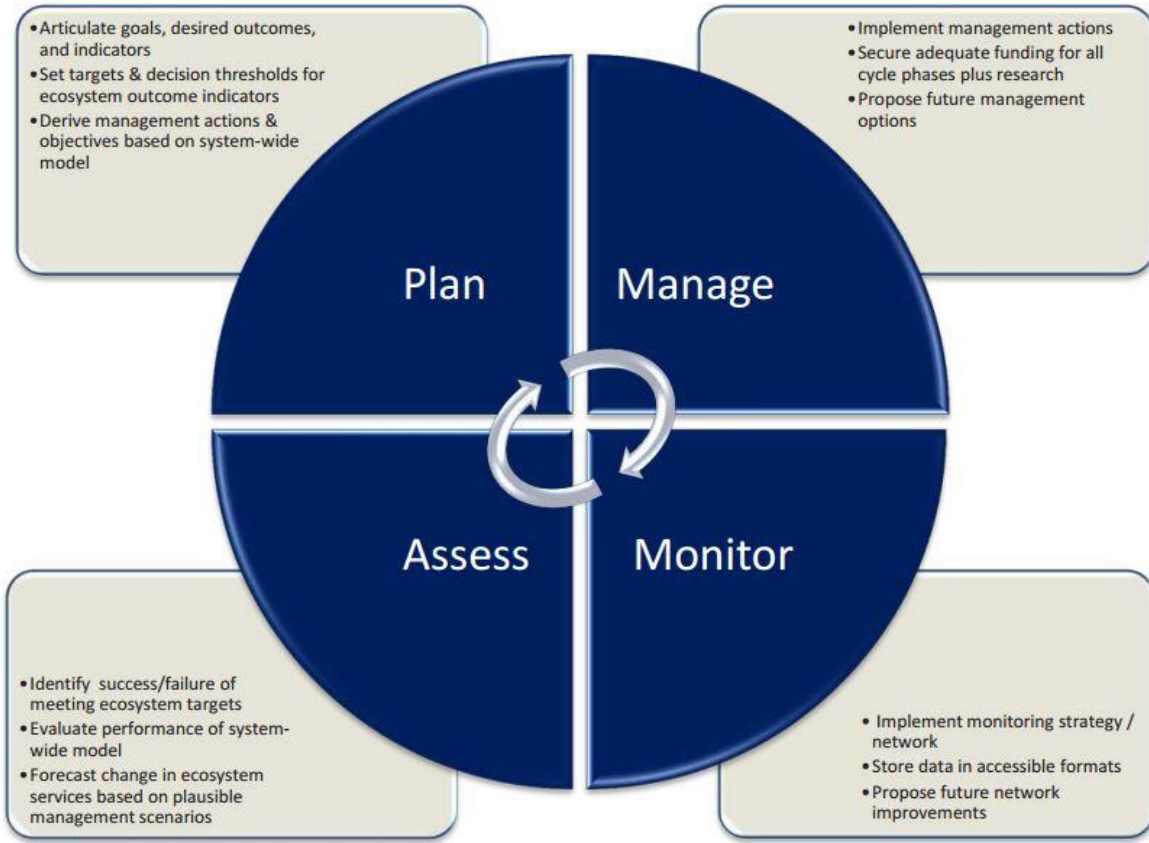 •Articulate goals, desired outcomes,
and indicators
•Set targets & decision thresholds for
ecosystem outcome indicators
•Derive management actions &
objectives based on system-wide
model
•Implement management actions
•Secure adequate funding for all
cycle phases plus research
•Propose future management
options
Plan
Manage
Assess
Monitor
•Identify success/failure of
meeting ecosystem targets
•Evaluate performance of system-
wide model
•Forecast change in ecosystem
services based on plausible
management scenarios
• Implement monitoring strategy /
network
•Store data in accessible formats
•Propose future network
improvements